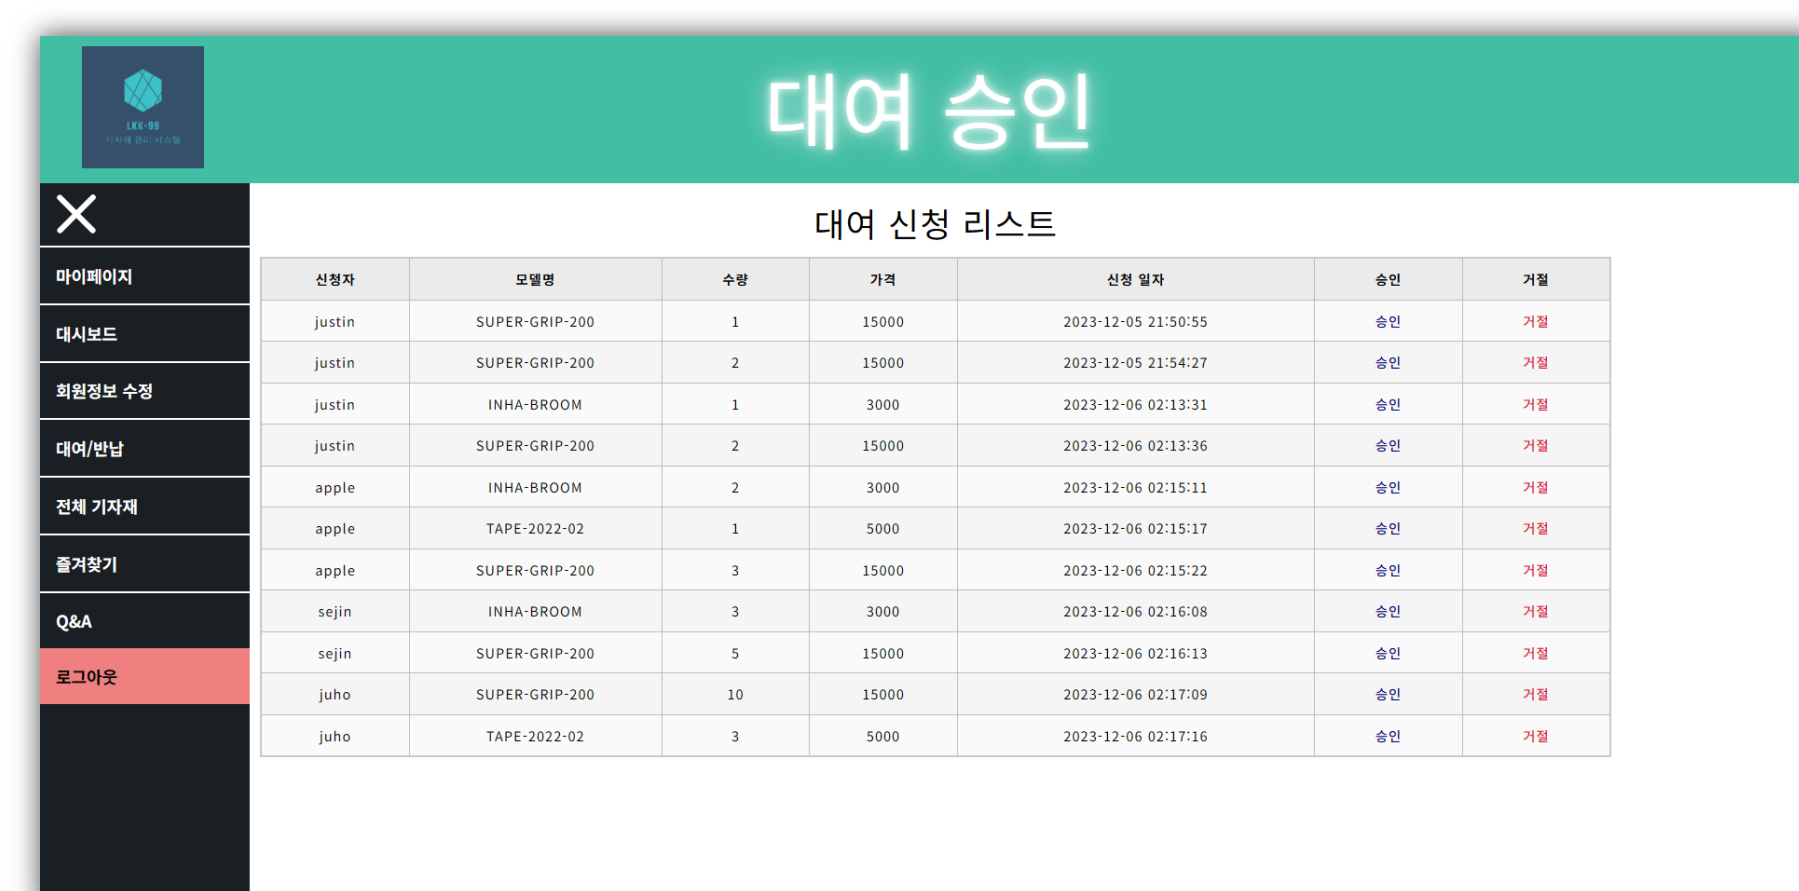 LKK-99
기자재 관리 시스템
대여 승인
마이페이지
대시보드
회원정보 수정
대여/반납
전체 기자재
즐겨찾기
Q&A
로그아웃
대여 신청 리스트
신청자 모델명 수량 가격 신청 일자 승인 거절
justin SUPER-GRIP-200 1 15000 2023-12-05 21:50:55 승인 거절
justin SUPER-GRIP-200 2 15000 2023-12-05 21:54:27 승인 거절
justin INHA-BROOM 1 3000 2023-12-06 02:13:31 승인 거절
justin SUPER-GRIP-200 2 15000 2023-12-06 02:13:36 승인 거절
apple INHA-BROOM 2 3000 2023-12-06 02:15:11 승인 거절
apple TAPE-2022-02 1 5000 2023-12-06 02:15:17 승인 거절
apple SUPER-GRIP-200 3 15000 2023-12-06 02:15:22 승인 거절
sejin INHA-BROOM 3 3000 2023-12-06 02:16:08 승인 거절
sejin SUPER-GRIP-200 5 15000 2023-12-06 02:16:13 승인 거절
juho SUPER-GRIP-200 10 15000 2023-12-06 02:17:09 승인 거절
juho TAPE-2022-02 3 5000 2023-12-06 02:17:16 승인 거절